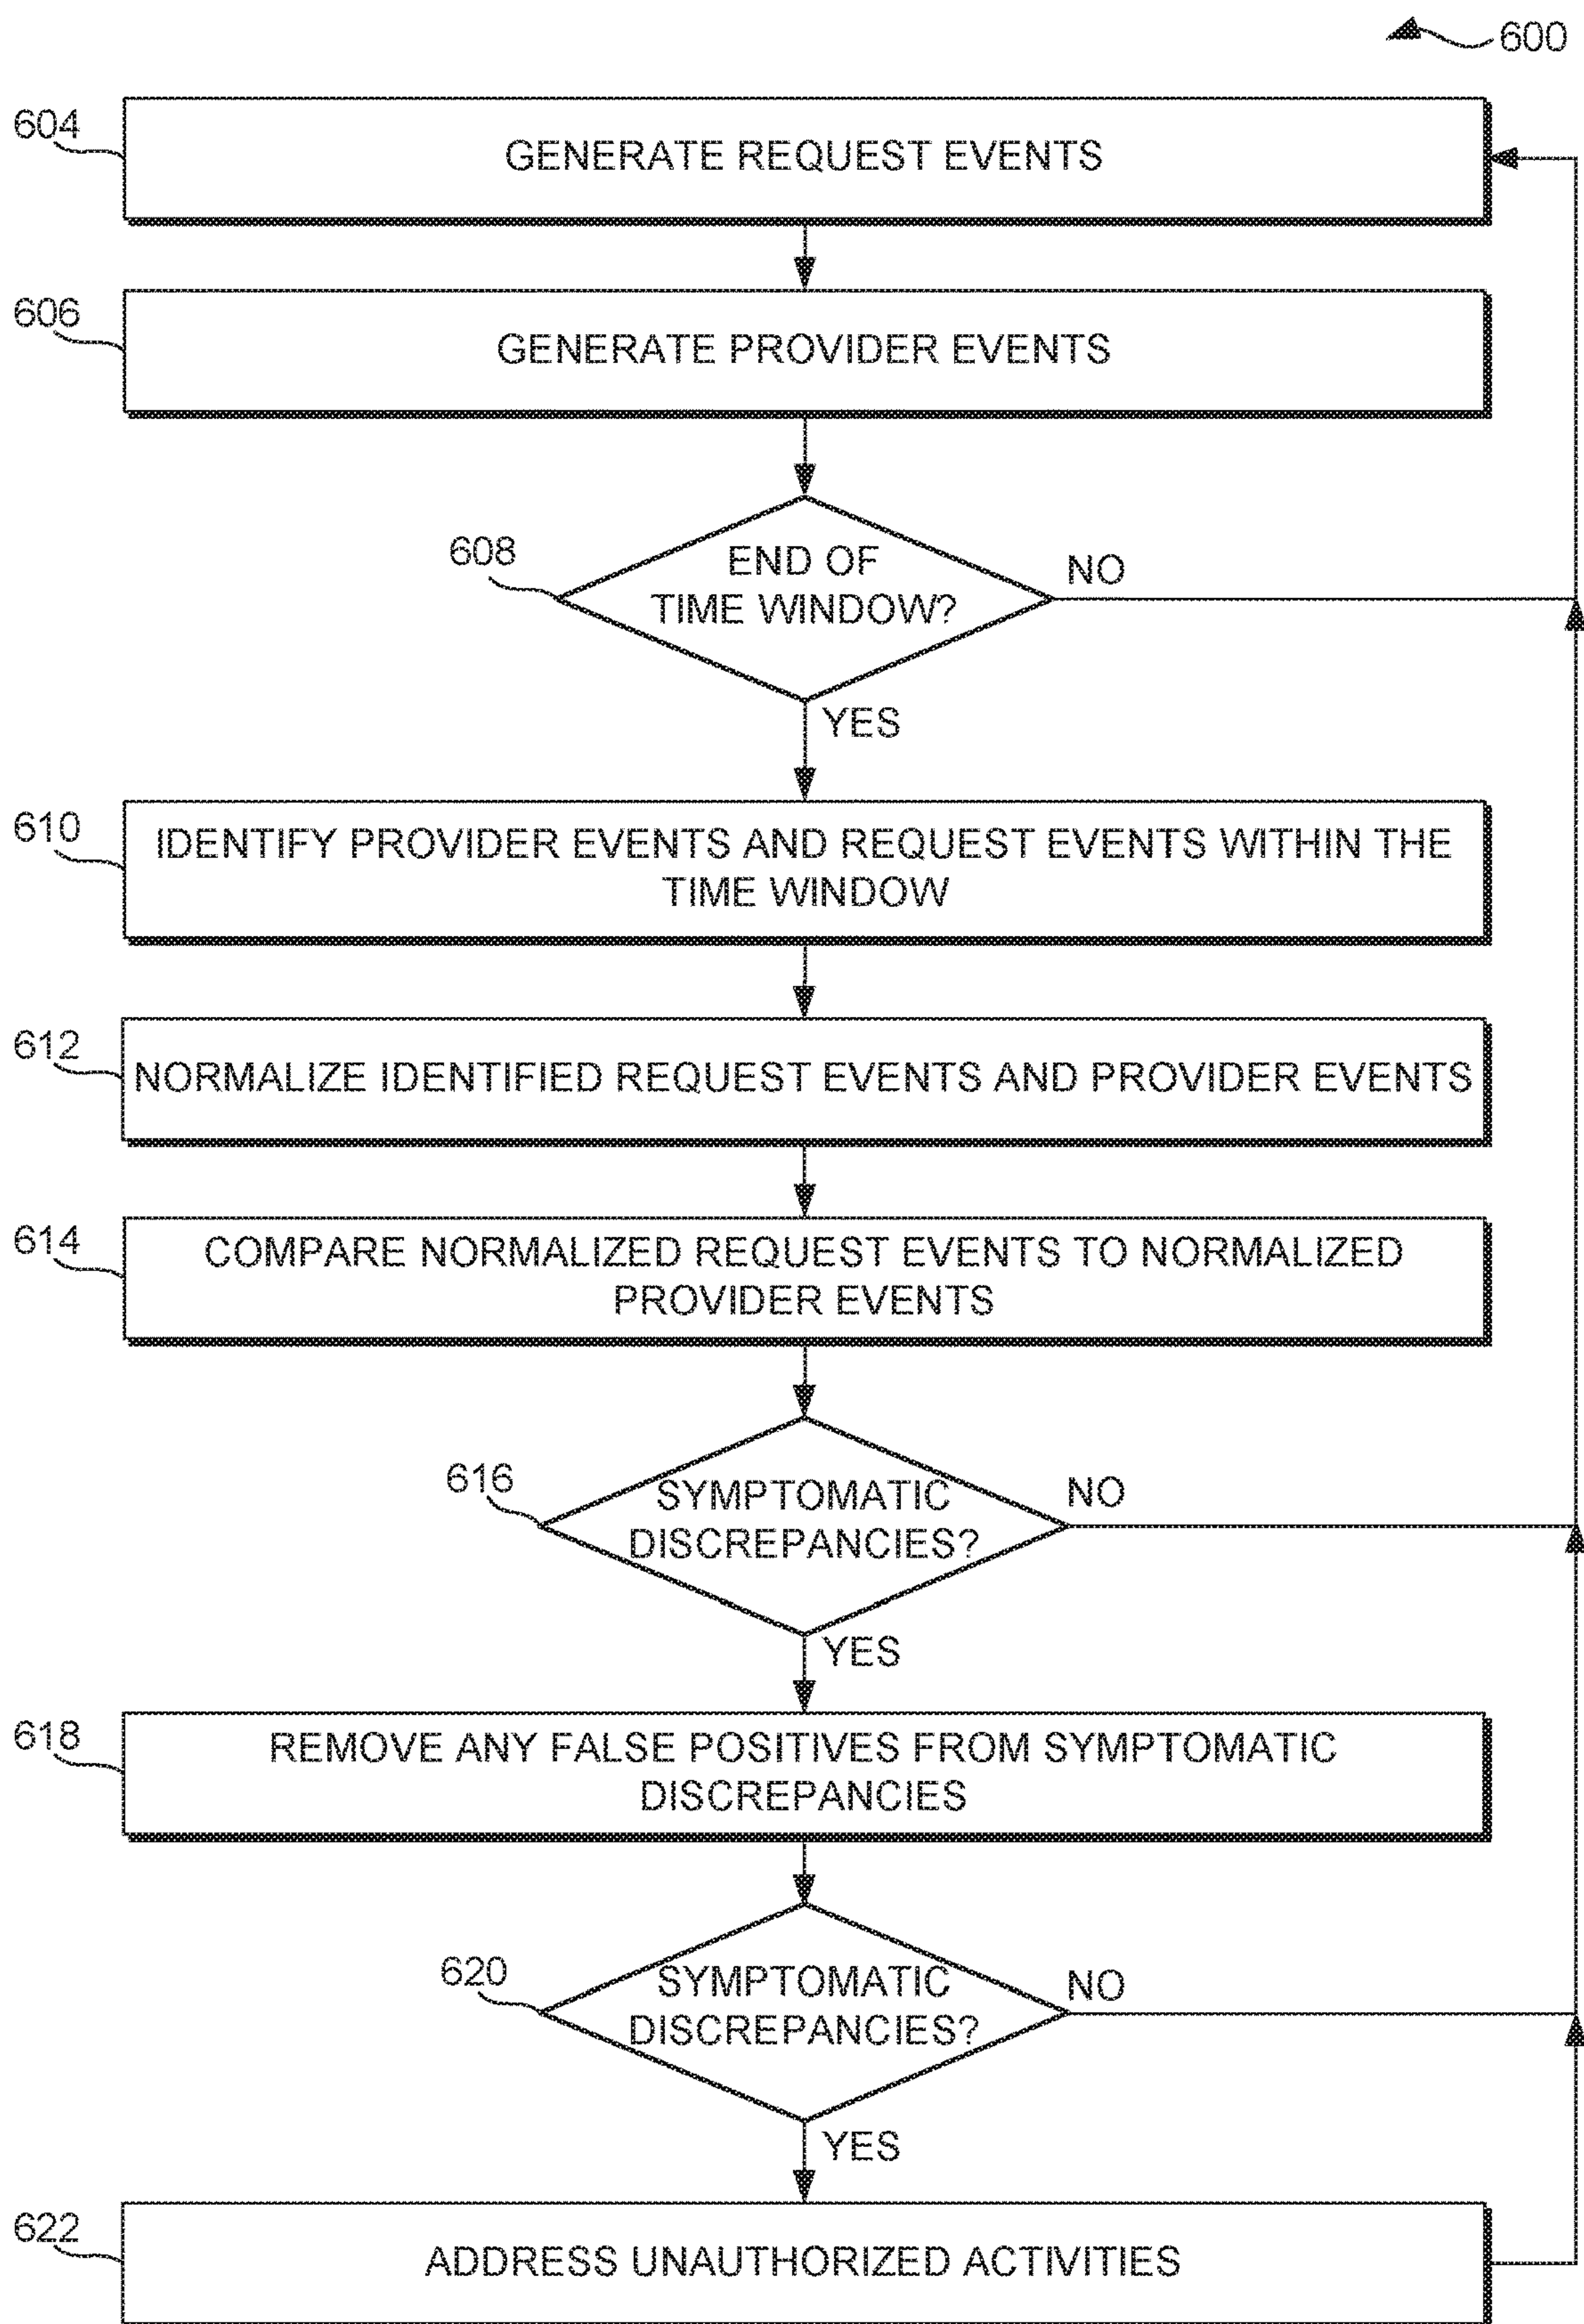 600
604
GENERATE REQUEST EVENTS
606
GENERATE PROVIDER EVENTS
608
END OF
TIME WINDOW?
NO
YES
610
IDENTIFY PROVIDER EVENTS AND REQUEST EVENTS WITHIN THE
TIME WINDOW
612
NORMALIZE IDENTIFIED REQUEST EVENTS AND PROVIDER EVENTS
614
COMPARE NORMALIZED REQUEST EVENTS TO NORMALIZED
PROVIDER EVENTS
616
SYMPTOMATIC
DISCREPANCIES?
NO
YES
618
REMOVE ANY FALSE POSITIVES FROM SYMPTOMATIC
DISCREPANCIES
620
SYMPTOMATIC
DISCREPANCIES?
NO
YES
622
ADDRESS UNAUTHORIZED ACTIVITIES